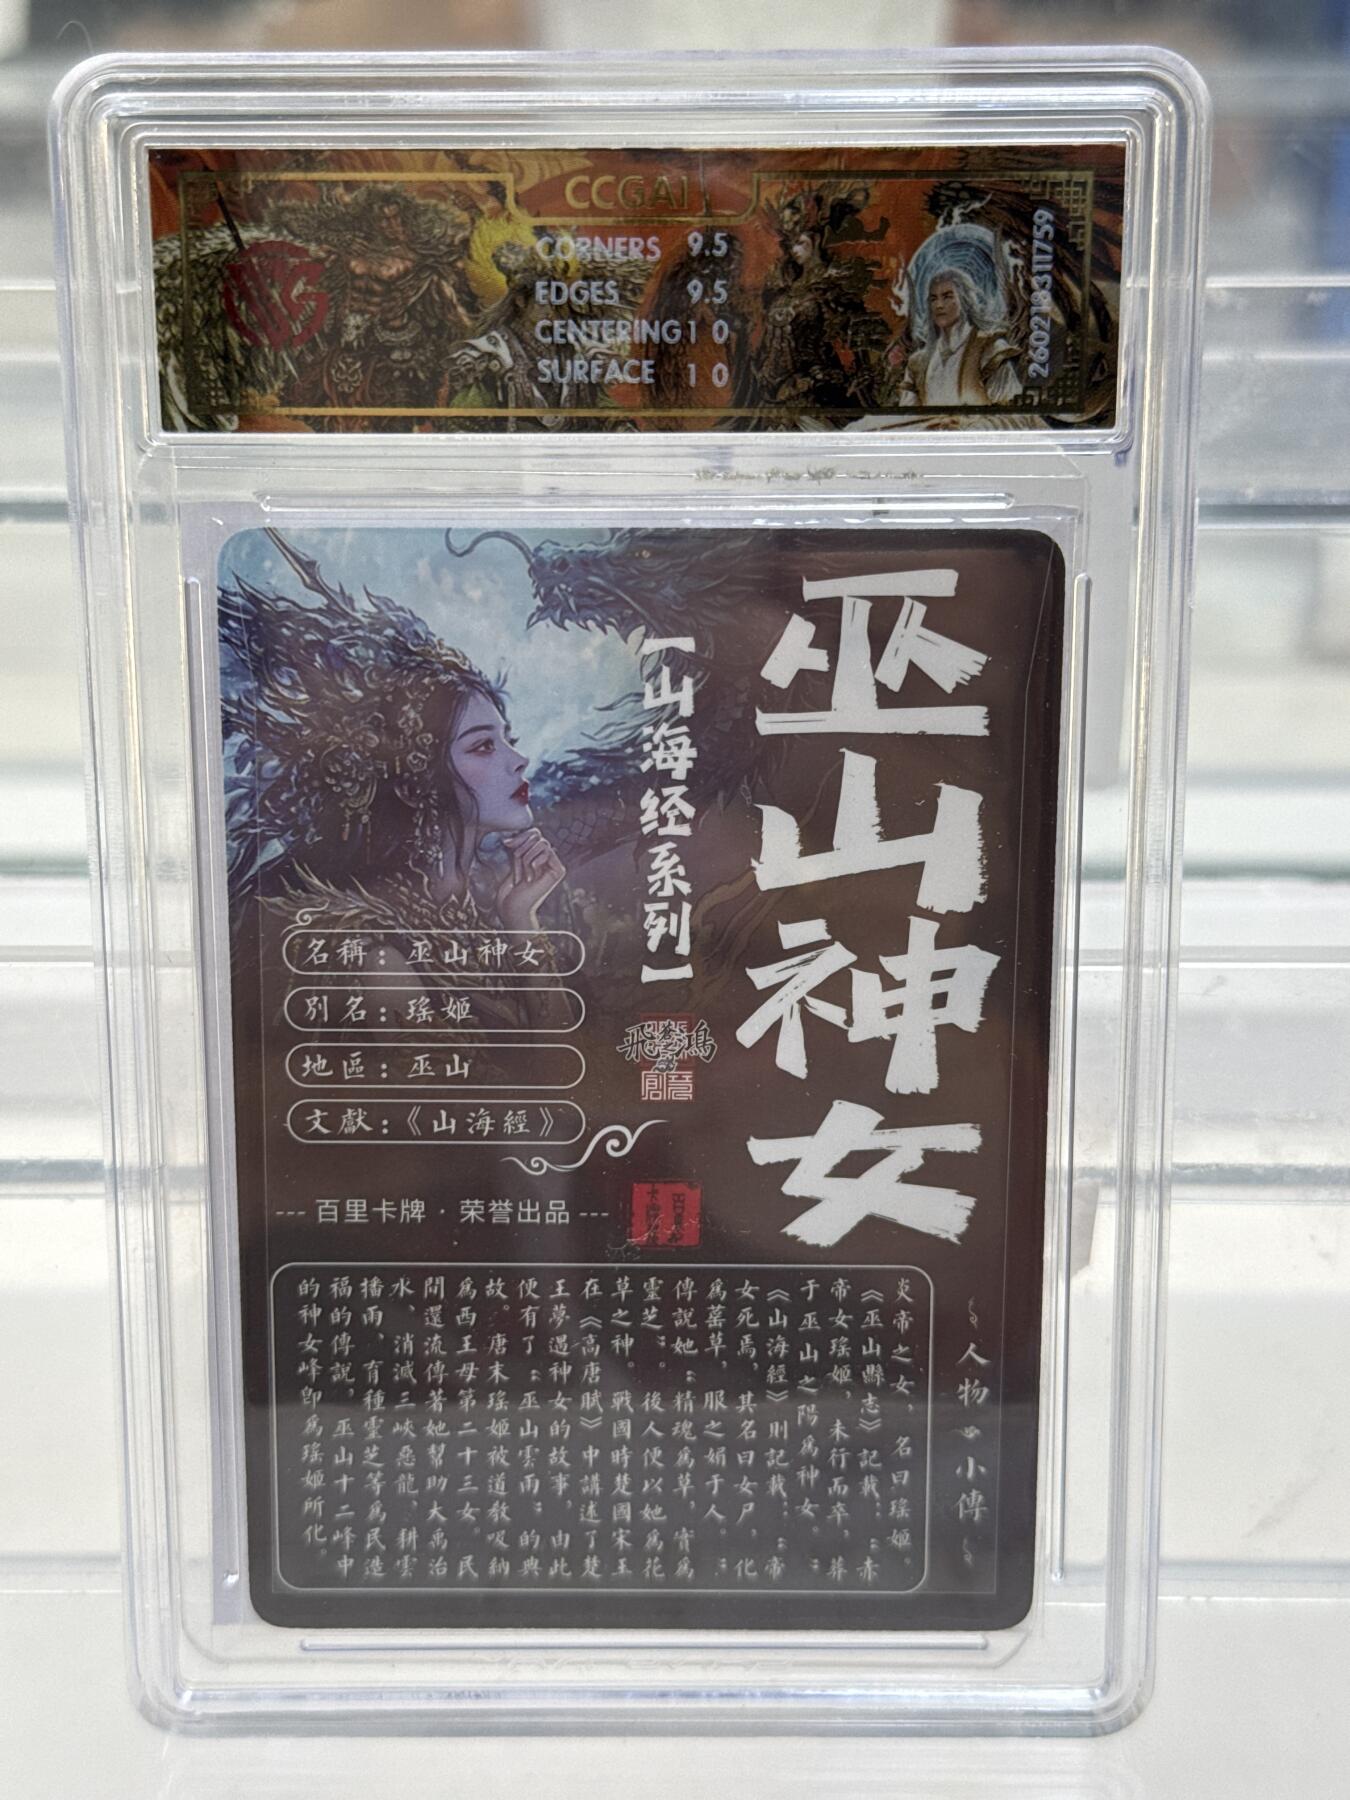 CCGAI
CORNERS 9.5
EDGES 9.5
CENTERING 10
SURFACE 10
260218311759
巫山神女
【山海经系列】
名稱：巫山神女
別名：瑤姬
地區：巫山
文獻：《山海經》
飛鴻
--- 百里卡牌 · 荣誉出品 ---
人物 小傳
炎帝之女，名曰瑤姬。
《巫山縣志》記載：：赤
帝女瑤姬，未行而卒，葬
于巫山之陽爲神女。：
《山海經》則記載：：帝
女死焉，其名曰女尸，化
爲䔄草，服之媚于人。：
傳說她：精魂爲草，實爲
靈芝：。後人便以她爲花
草之神。戰國時楚國宋玉
在《高唐賦》中講述了楚
王夢遇神女的故事，由此
便有了：巫山雲雨：的典
故。唐末瑤姬被道教吸納
爲西王母第二十三女。民
間還流傳著她幫助大禹治
水、消滅三峽惡龍、耕雲
播雨、育種靈芝等爲民造
福的傳說，巫山十二峰中
的神女峰即爲瑤姬所化。